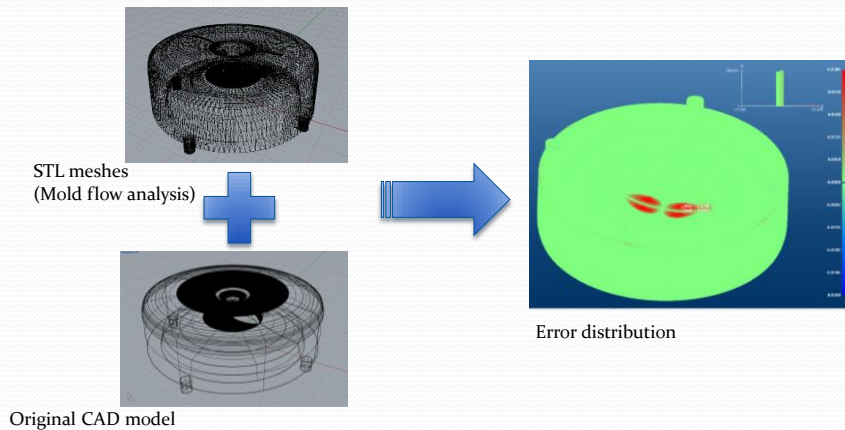 STL meshes
(Mold flow analysis)
Original CAD model
Error distribution